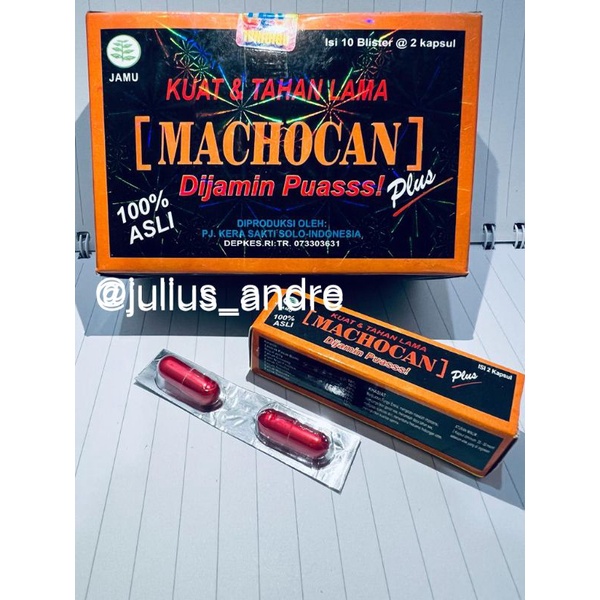 Isi 10 Blister @ 2 kapsul
JAMU
KUAT & TAHAN LAMA
[MACHOCAN]
Dijamin Puasss!
Plus
100%
ASLI
DIPRODUKSI OLEH:
PJ. KERA SAKTI SOLO-INDONESIA,
DEPKES.RI:TR. 073303631
@julius_andre
100%
ASLI
KUAT & TAHAN LAMA
[MACHOCAN]
Dijamin Puasss!
Plus
ISI 2 Kapsul
KHASIAT